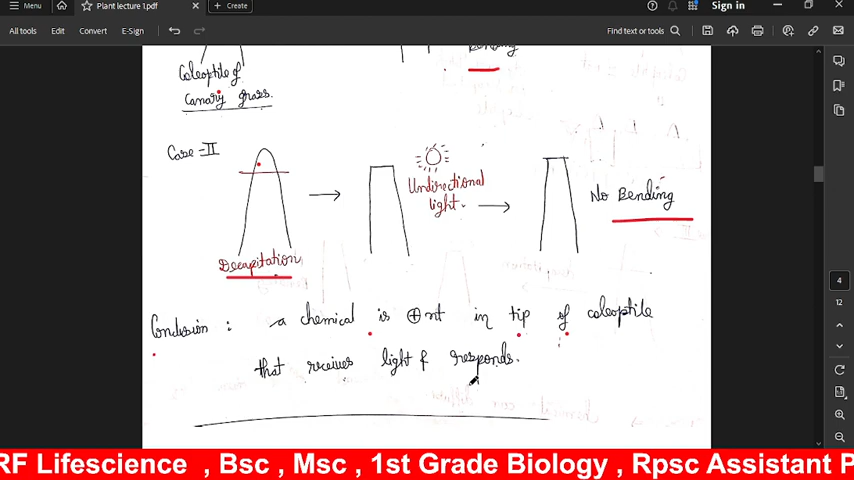 Menu
Plant lecture 1.pdf
Create
Sign in
All tools
Edit
Convert
E-Sign
Find text or tools
Bending
Coleoptile of
Canary grass.
Case-II
Undirectional
light.
No Bending
Decapitation
4
12
Conclusion : a chemical is ⊕nt in tip of coleoptile
that receives light & responds.
RF Lifescience , Bsc , Msc , 1st Grade Biology , Rpsc Assistant P